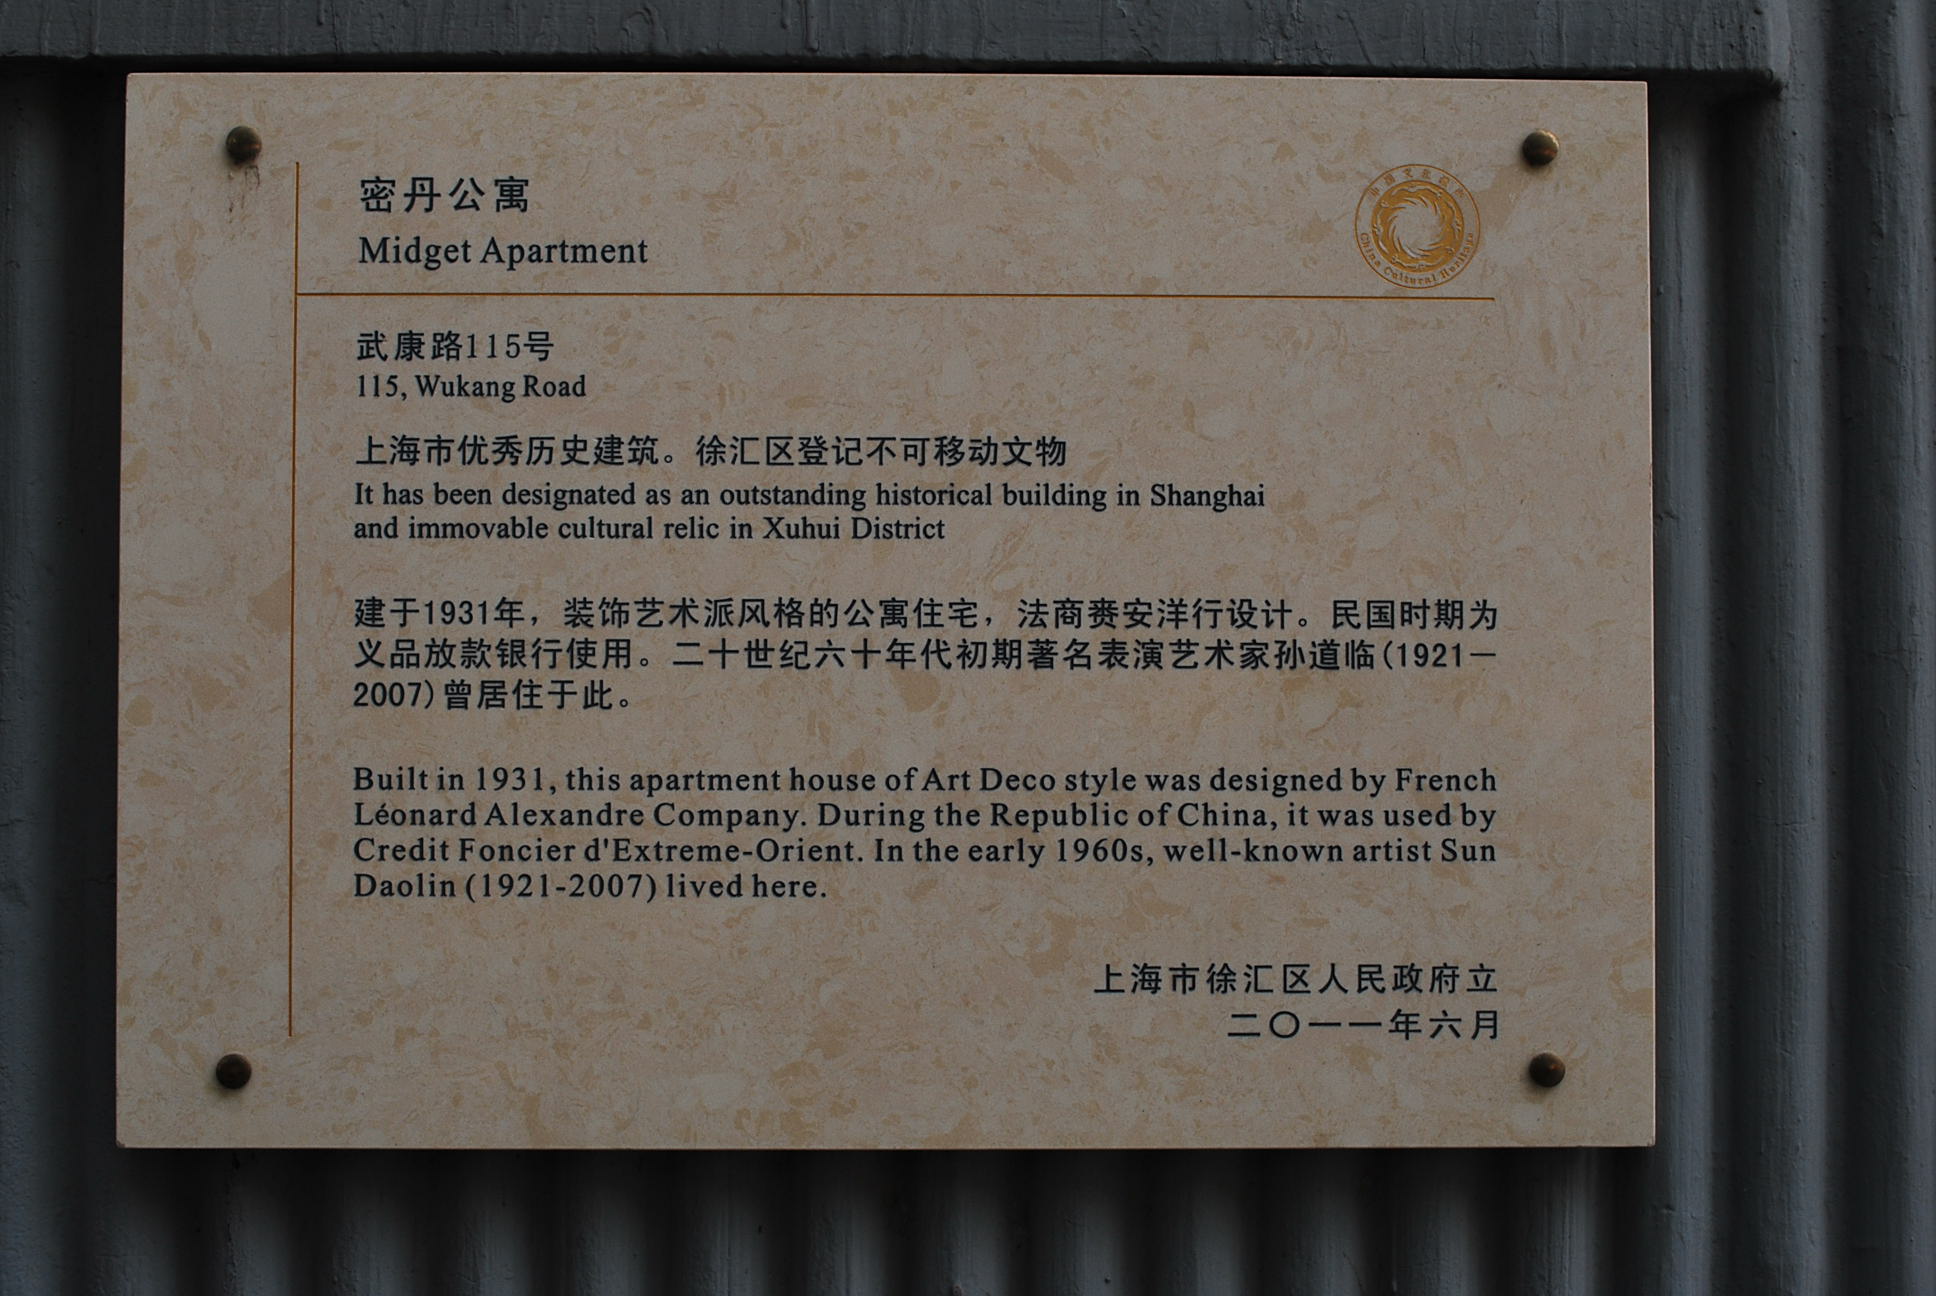 密丹公寓
Midget Apartment
中国文化遗产
China Cultural Heritage
武康路115号
115, Wukang Road
上海市优秀历史建筑。徐汇区登记不可移动文物
It has been designated as an outstanding historical building in Shanghai
and immovable cultural relic in Xuhui District
建于1931年，装饰艺术派风格的公寓住宅，法商赉安洋行设计。民国时期为
义品放款银行使用。二十世纪六十年代初期著名表演艺术家孙道临(1921－
2007)曾居住于此。
Built in 1931, this apartment house of Art Deco style was designed by French
Léonard Alexandre Company. During the Republic of China, it was used by
Credit Foncier d'Extreme-Orient. In the early 1960s, well-known artist Sun
Daolin (1921-2007) lived here.
上海市徐汇区人民政府立
二〇一一年六月